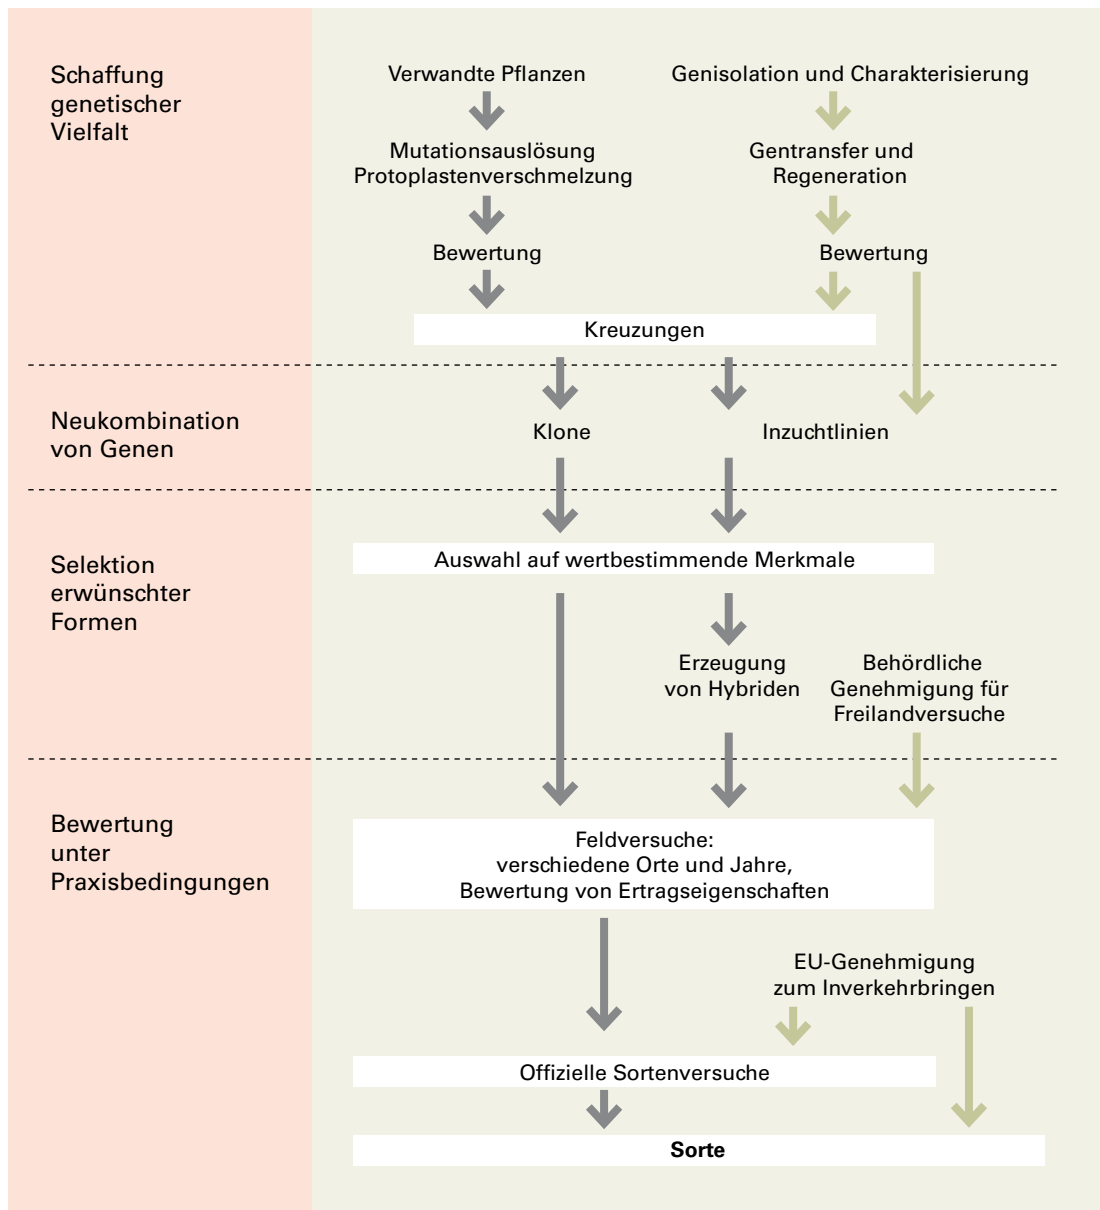 Schaffung
genetischer
Vielfalt
Verwandte Pflanzen
Genisolation und Charakterisierung
Mutationsauslösung
Protoplastenverschmelzung
Gentransfer und
Regeneration
Bewertung
Bewertung
Kreuzungen
Neukombination
von Genen
Klone
Inzuchtlinien
Selektion
erwünschter
Formen
Auswahl auf wertbestimmende Merkmale
Erzeugung
von Hybriden
Behördliche
Genehmigung für
Freilandversuche
Bewertung
unter
Praxisbedingungen
Feldversuche:
verschiedene Orte und Jahre,
Bewertung von Ertragseigenschaften
EU-Genehmigung
zum Inverkehrbringen
Offizielle Sortenversuche
Sorte